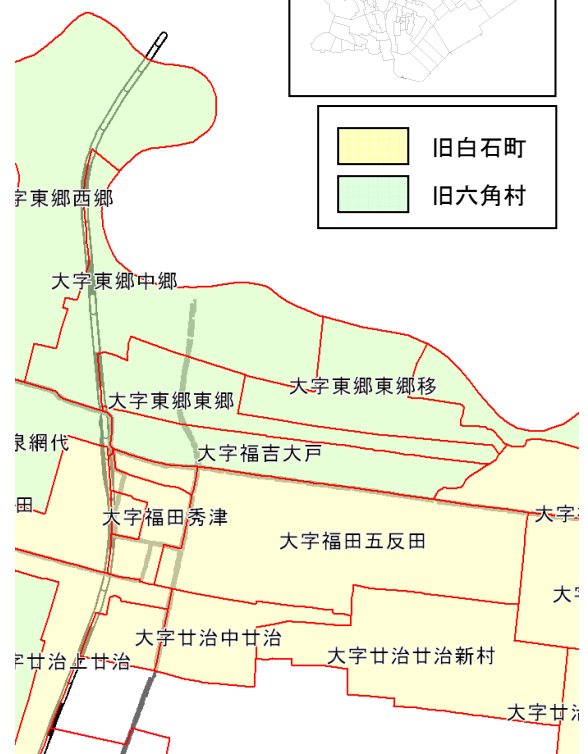 旧白石町
旧六角村
字東郷西郷
大字東郷中郷
大字東郷東郷移
大字東郷東郷
大字福吉大戸
泉網代
田
大字福田秀津
大字福田五反田
大字
大字
大字廿治中廿治
字廿治上廿治
大字廿治廿治新村
大字廿治